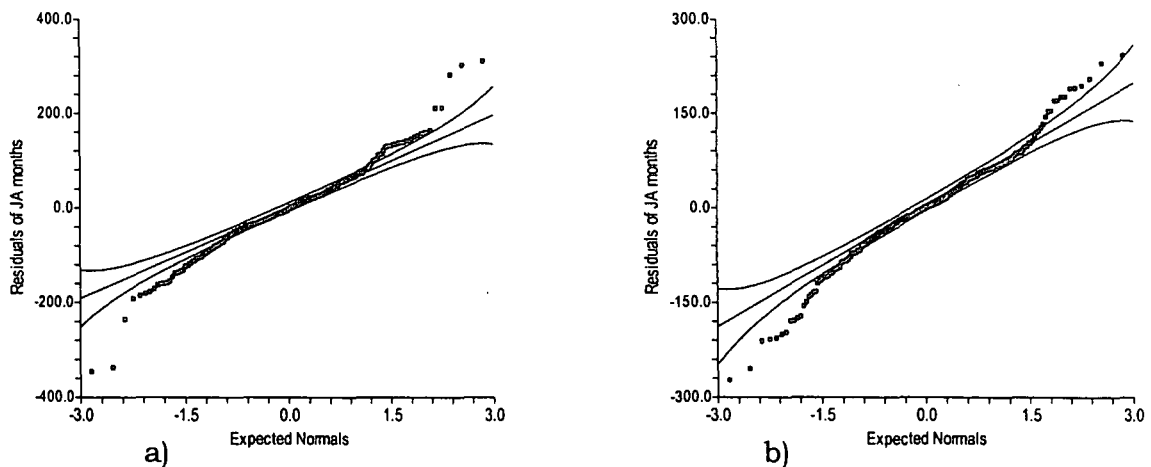 400.0
200.0
0.0
-200.0
-400.0
Residuals of JA months
-3.0 -1.5 0.0 1.5 3.0
Expected Normals
a)
300.0
150.0
0.0
-150.0
-300.0
Residuals of JA months
-3.0 -1.5 0.0 1.5 3.0
Expected Normals
b)